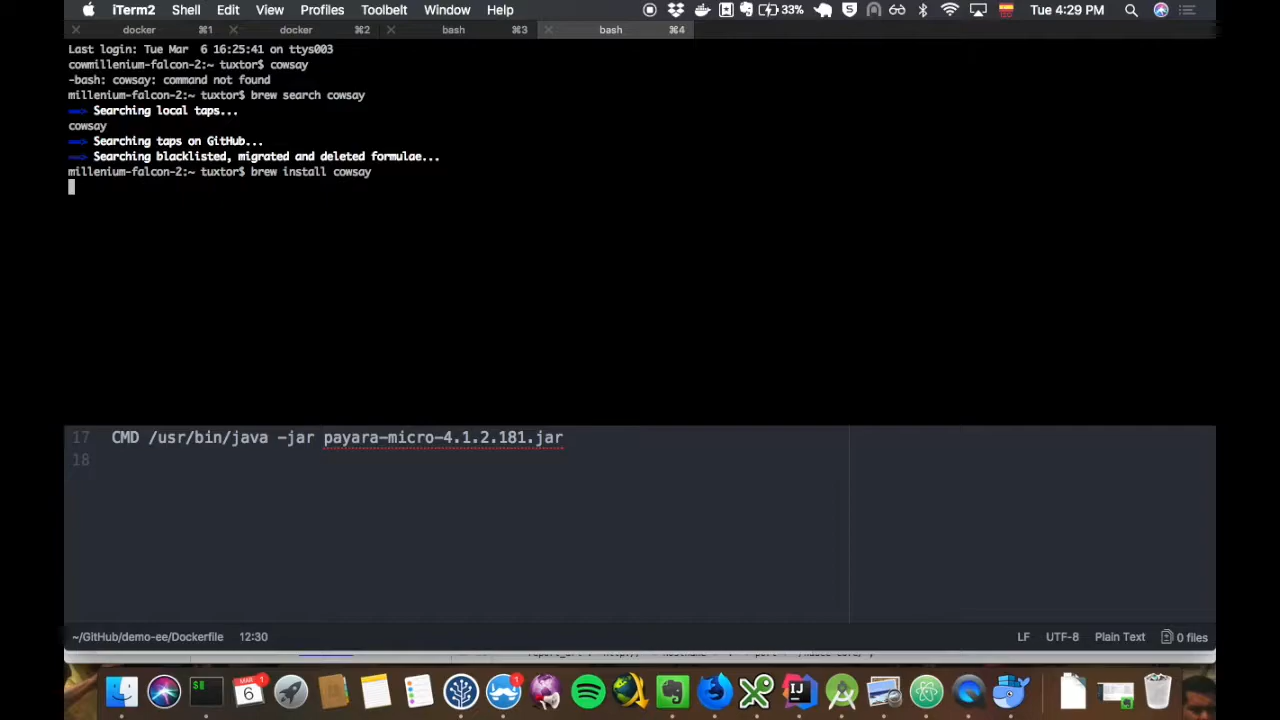 iTerm2 Shell Edit View Profiles Toolbelt Window Help 33% Tue 4:29 PM
docker ⌘1 docker ⌘2 bash ⌘3 bash ⌘4
Last login: Tue Mar  6 16:25:41 on ttys003
cowmillenium-falcon-2:~ tuxtor$ cowsay
-bash: cowsay: command not found
millenium-falcon-2:~ tuxtor$ brew search cowsay
==> Searching local taps...
cowsay
==> Searching taps on GitHub...
==> Searching blacklisted, migrated and deleted formulae...
millenium-falcon-2:~ tuxtor$ brew install cowsay
17 CMD /usr/bin/java -jar payara-micro-4.1.2.181.jar
18
~/GitHub/demo-ee/Dockerfile 12:30 LF UTF-8 Plain Text 0 files
MAR 1
6
1